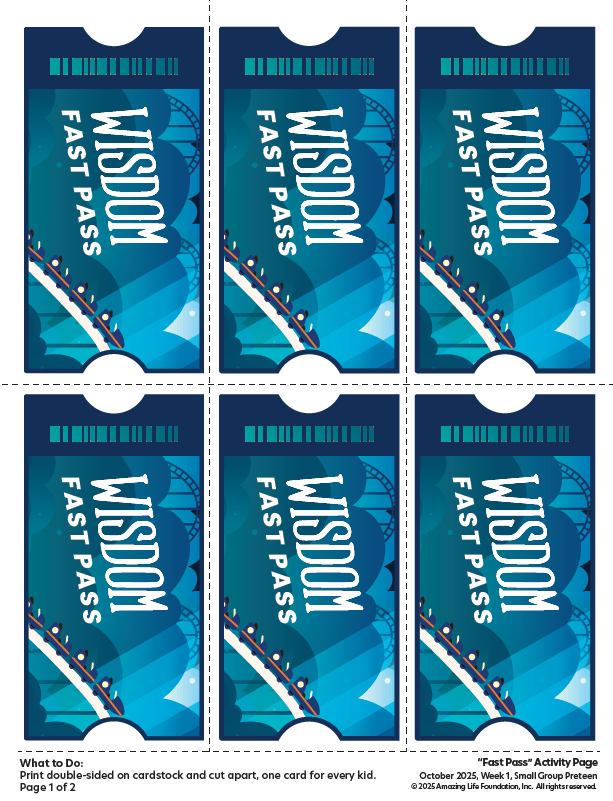 WISDOM
FAST PASS
WISDOM
FAST PASS
WISDOM
FAST PASS
WISDOM
FAST PASS
WISDOM
FAST PASS
WISDOM
FAST PASS
What to Do:
Print double-sided on cardstock and cut apart, one card for every kid.
Page 1 of 2
"Fast Pass" Activity Page
October 2025, Week 1, Small Group Preteen
© 2025 Amazing Life Foundation, Inc. All rights reserved.